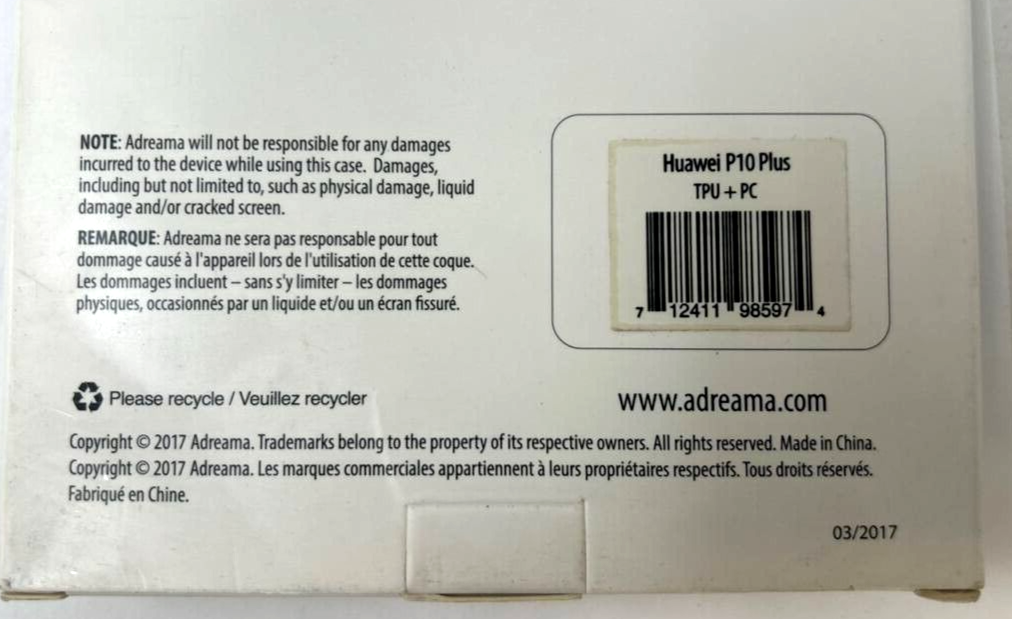 NOTE: Adreama will not be responsible for any damages
incurred to the device while using this case. Damages,
including but not limited to, such as physical damage, liquid
damage and/or cracked screen.
REMARQUE: Adreama ne sera pas responsable pour tout
dommage causé à l'appareil lors de l'utilisation de cette coque.
Les dommages incluent – sans s'y limiter – les dommages
physiques, occasionnés par un liquide et/ou un écran fissuré.
Huawei P10 Plus
TPU + PC
7 12411 98597 4
Please recycle / Veuillez recycler
www.adreama.com
Copyright © 2017 Adreama. Trademarks belong to the property of its respective owners. All rights reserved. Made in China.
Copyright © 2017 Adreama. Les marques commerciales appartiennent à leurs propriétaires respectifs. Tous droits réservés.
Fabriqué en Chine.
03/2017